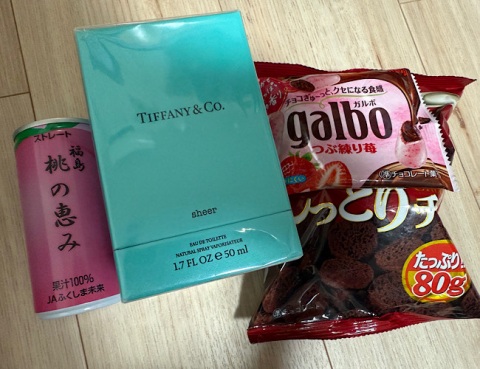 ストレート
福島
桃の恵み
果汁100%
JAふくしま未来
TIFFANY & CO.
sheer
EAU DE TOILETTE
NATURAL SPRAY VAPORISATEUR
1.7 FL OZ ℮ 50 ml
チョコぎゅーっと、クセになる食感
ガルボ
galbo
つぶ練り苺
っとりチ
たっぷり
80g